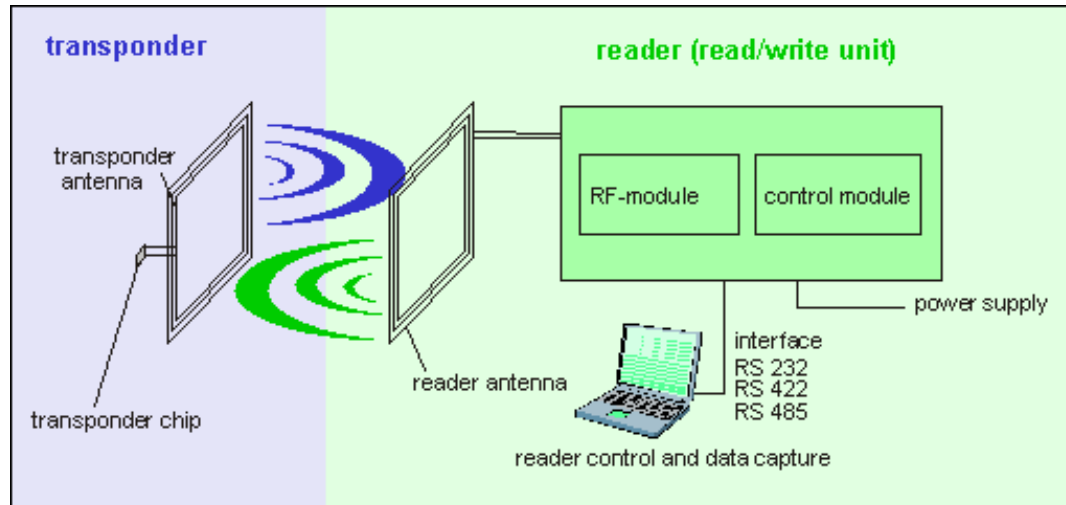 transponder
reader (read/write unit)
transponder
antenna
RF-module
control module
power supply
interface
RS 232
RS 422
RS 485
reader antenna
transponder chip
reader control and data capture